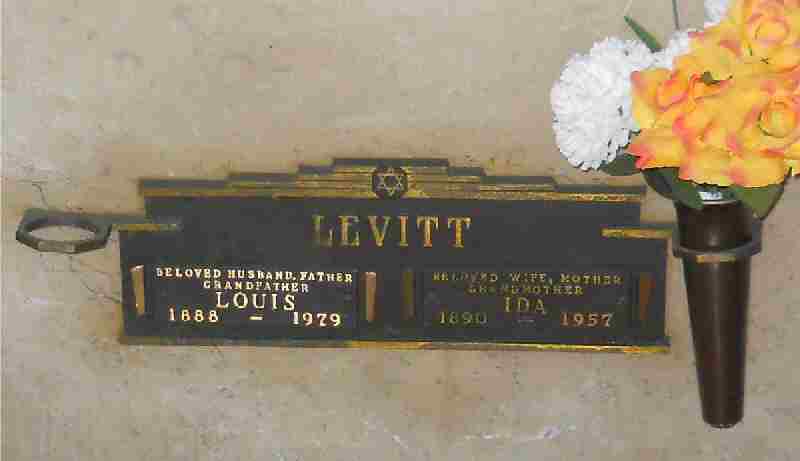 LEVITT
BELOVED HUSBAND, FATHER
GRANDFATHER
LOUIS
1888 – 1979
BELOVED WIFE, MOTHER
GRANDMOTHER
IDA
1890 – 1957